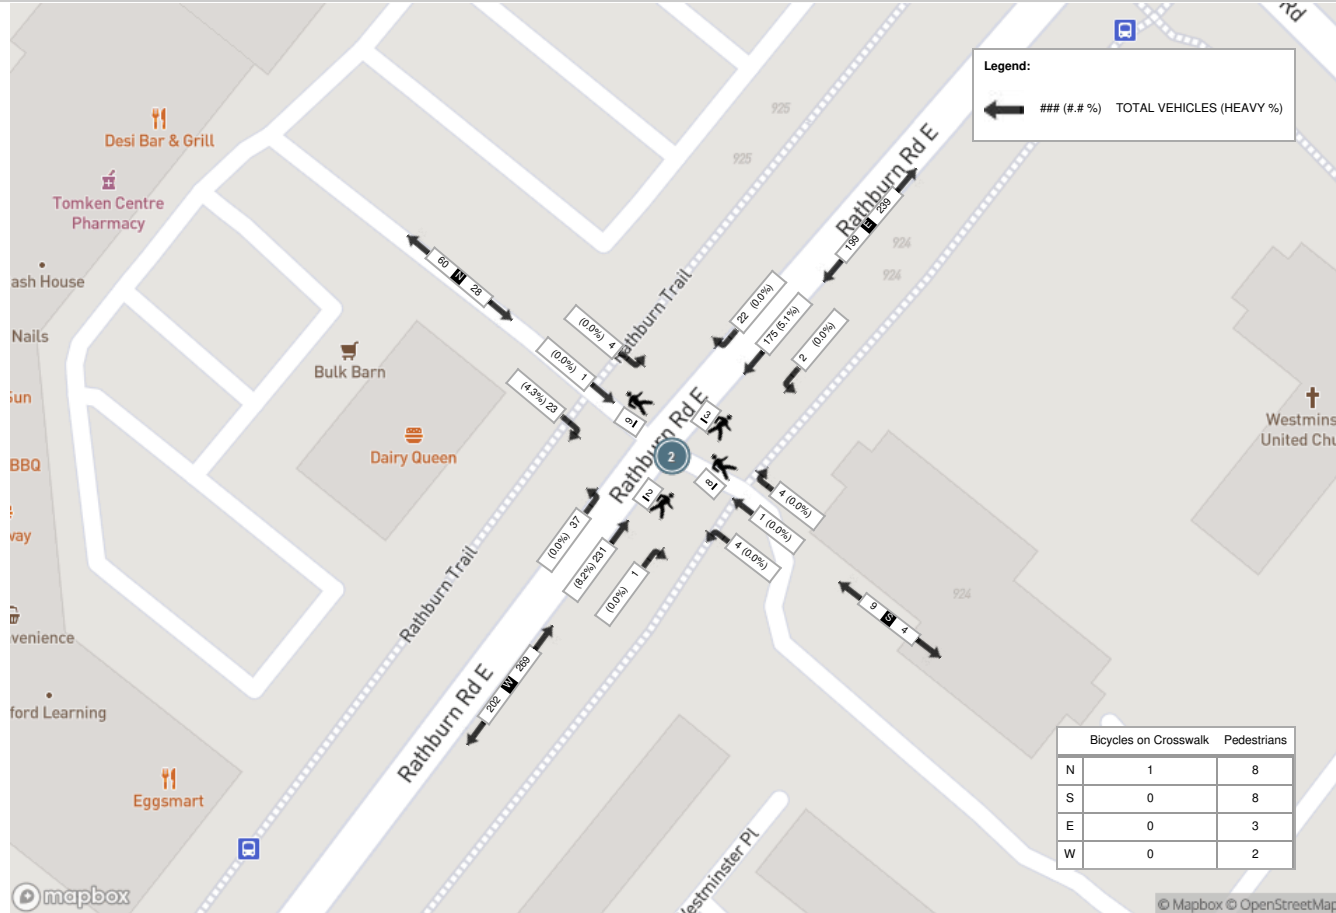 Rd
Legend:
### (#.# %) TOTAL VEHICLES (HEAVY %)
Desi Bar & Grill
Tomken Centre
Pharmacy
ash House
Nails
Bulk Barn
Dairy Queen
BBQ
venience
ford Learning
Eggsmart
925
925
924
924
924
Rathburn Rd E
239
E
199
60 N 28
Rathburn Trail
22 (0.0%)
175 (5.1%)
2 (0.0%)
(0.0%) 4
(0.0%) 1
(4.3%) 23
Rathburn Rd E
2
3
2
8
(0.0%) 37
(8.2%) 231
(0.0%) 1
4 (0.0%)
1 (0.0%)
4 (0.0%)
9 S 4
Rathburn Trail
269
W
202
Rathburn Rd E
Westmins
United Chu
estminster Pl
Bicycles on Crosswalk Pedestrians
N 1 8
S 0 8
E 0 3
W 0 2
mapbox
© Mapbox © OpenStreetMap